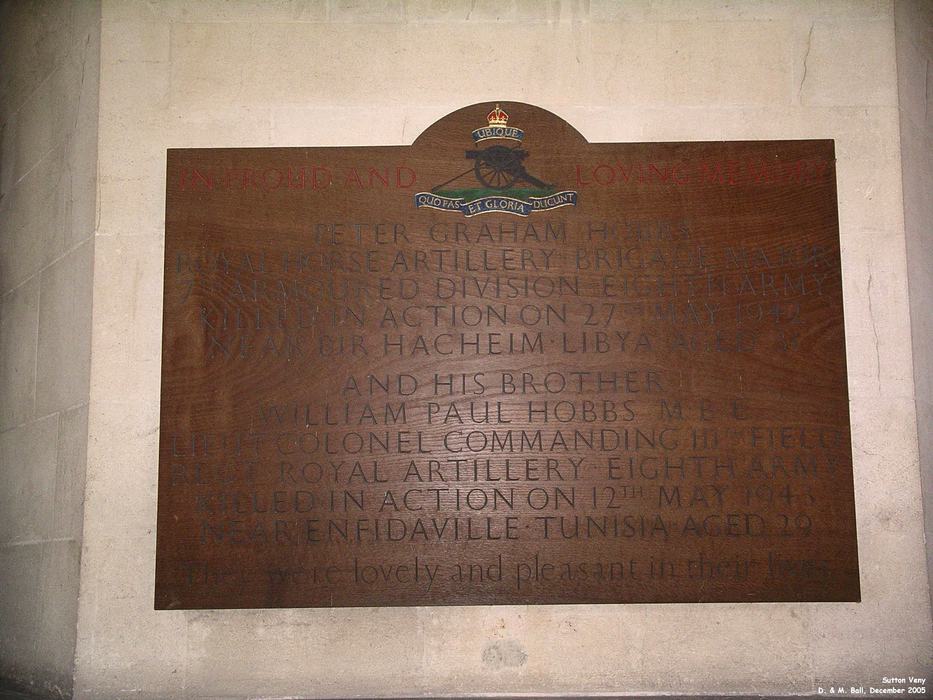 UBIQUE
IN PROUD AND LOVING MEMORY
QUO FAS ET GLORIA DUCUNT
PETER GRAHAM HOBBS
ROYAL HORSE ARTILLERY BRIGADE MAJOR
7TH ARMOURED DIVISION EIGHTH ARMY
KILLED IN ACTION ON 27TH MAY 1942
NEAR BIR HACHEIM · LIBYA AGED
AND HIS BROTHER
WILLIAM PAUL HOBBS M B E
LIEUT COLONEL COMMANDING 111TH FIELD
REGT ROYAL ARTILLERY EIGHTH ARMY
KILLED IN ACTION ON 12TH MAY 1943
NEAR ENFIDAVILLE · TUNISIA AGED 29
They were lovely and pleasant in their lives
Sutton Veny
D. & M. Ball, December 2005